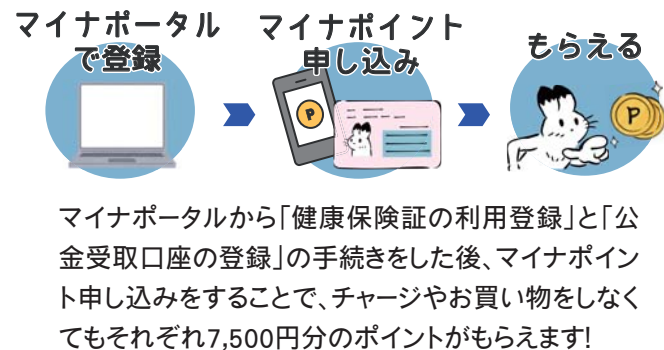 マイナポータル
で登録
マイナポイント
申し込み
もらえる
P
P
マイナポータルから「健康保険証の利用登録」と「公
金受取口座の登録」の手続きをした後、マイナポイン
ト申し込みをすることで、チャージやお買い物をしなく
てもそれぞれ7,500円分のポイントがもらえます!